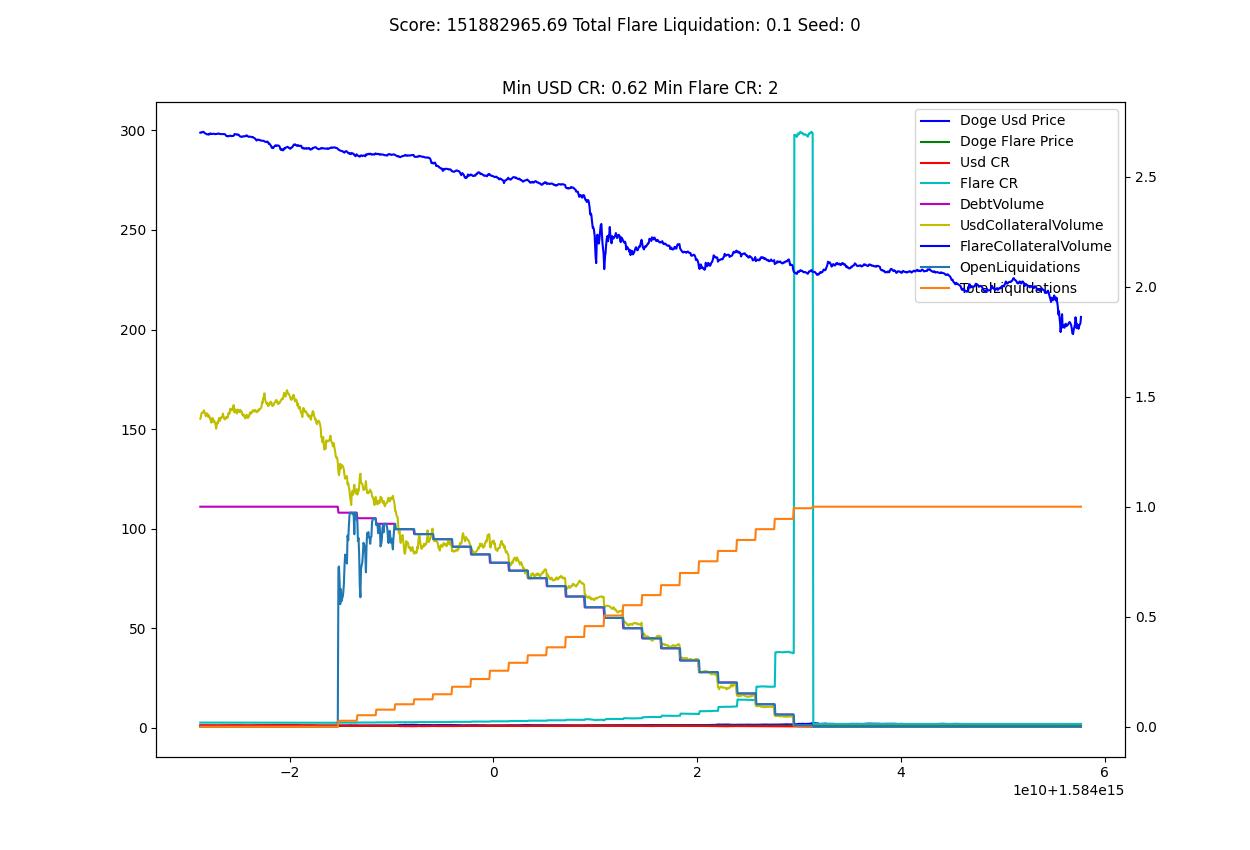 Score: 151882965.69 Total Flare Liquidation: 0.1 Seed: 0
Min USD CR: 0.62 Min Flare CR: 2
300
250
200
150
100
50
0
Doge Usd Price
Doge Flare Price
Usd CR
Flare CR
DebtVolume
UsdCollateralVolume
FlareCollateralVolume
OpenLiquidations
TotalLiquidations
2.5
2.0
1.5
1.0
0.5
0.0
−2 0 2 4 6
1e10+1.584e15